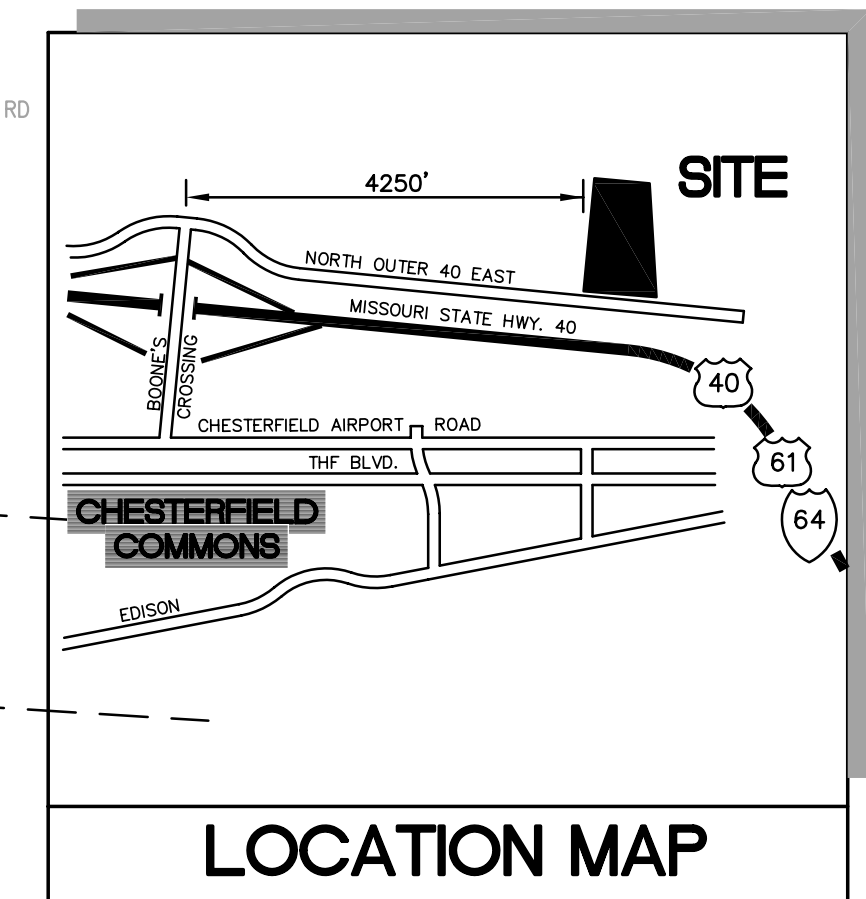 RD
4250'
SITE
NORTH OUTER 40 EAST
MISSOURI STATE HWY. 40
BOONE'S
CROSSING
40
CHESTERFIELD AIRPORT ROAD
THF BLVD.
61
CHESTERFIELD
COMMONS
64
EDISON
LOCATION MAP